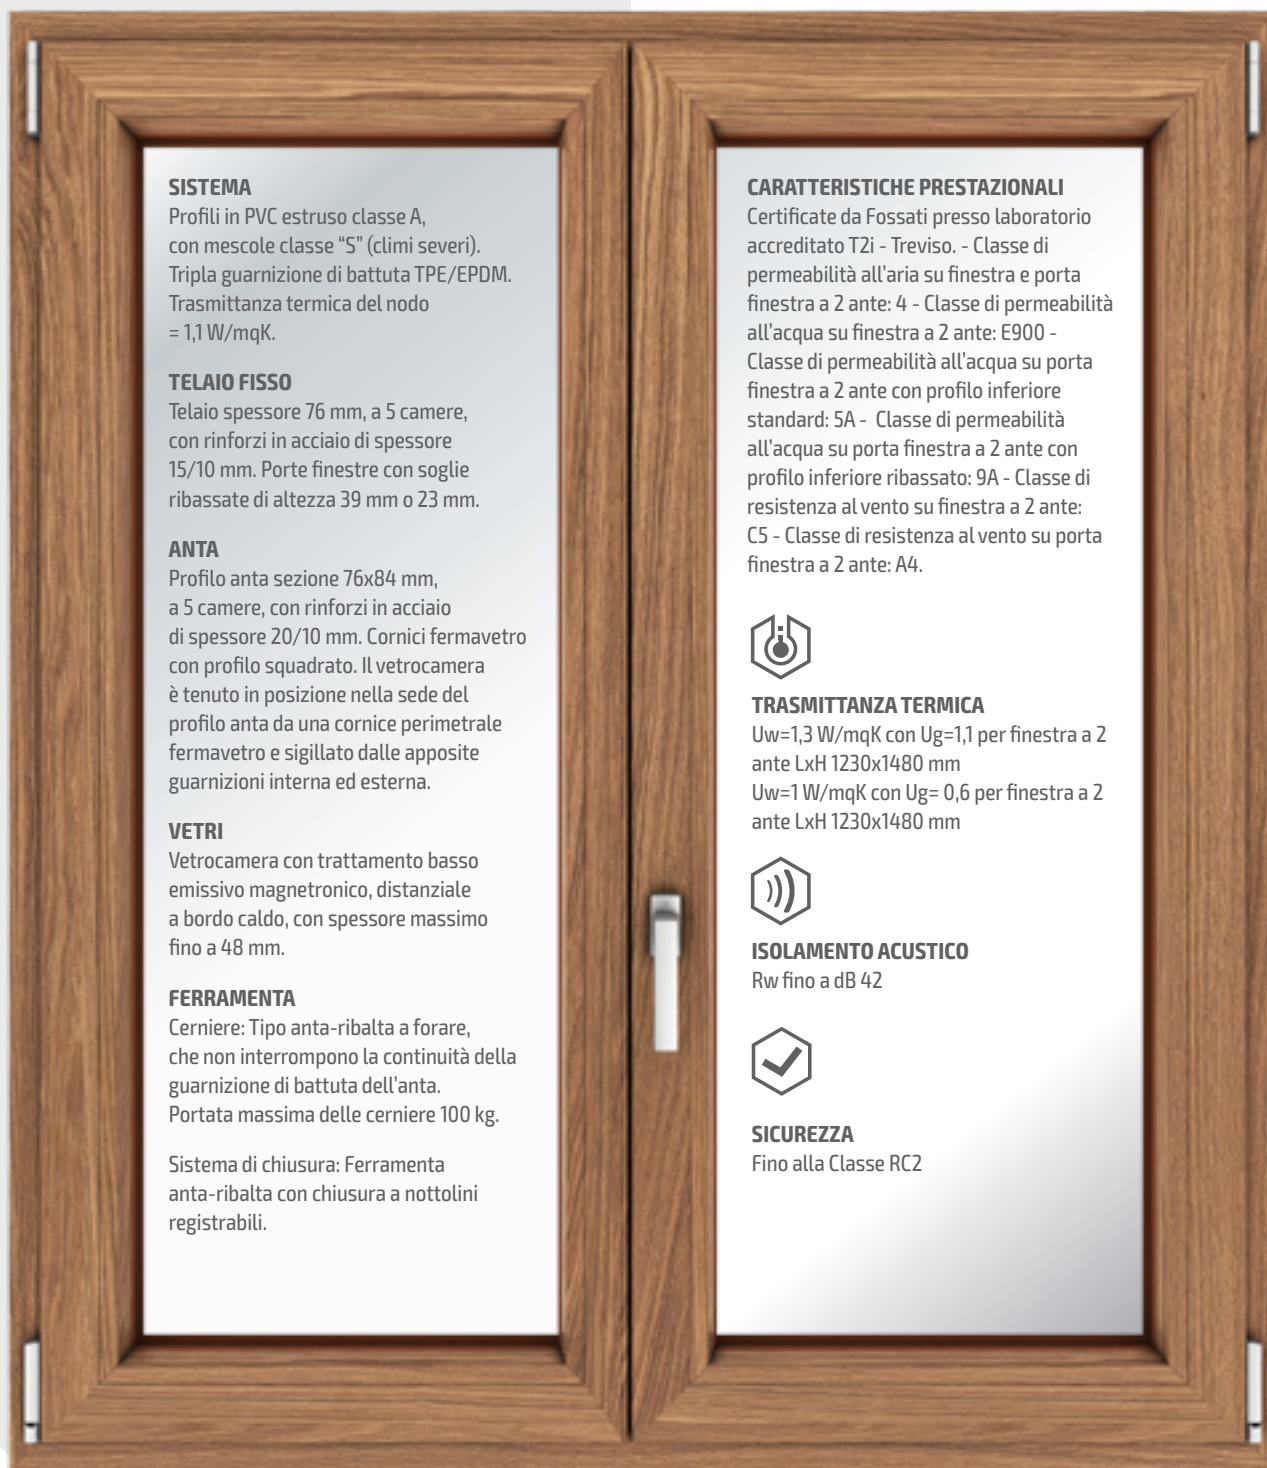 SISTEMA
Profili in PVC estruso classe A,
con mescole classe “S” (climi severi).
Tripla guarnizione di battuta TPE/EPDM.
Trasmittanza termica del nodo
= 1,1 W/mqK.
TELAIO FISSO
Telaio spessore 76 mm, a 5 camere,
con rinforzi in acciaio di spessore
15/10 mm. Porte finestre con soglie
ribassate di altezza 39 mm o 23 mm.
ANTA
Profilo anta sezione 76x84 mm,
a 5 camere, con rinforzi in acciaio
di spessore 20/10 mm. Cornici fermavetro
con profilo squadrato. Il vetrocamera
è tenuto in posizione nella sede del
profilo anta da una cornice perimetrale
fermavetro e sigillato dalle apposite
guarnizioni interna ed esterna.
VETRI
Vetrocamera con trattamento basso
emissivo magnetronico, distanziale
a bordo caldo, con spessore massimo
fino a 48 mm.
FERRAMENTA
Cerniere: Tipo anta-ribalta a forare,
che non interrompono la continuità della
guarnizione di battuta dell’anta.
Portata massima delle cerniere 100 kg.
Sistema di chiusura: Ferramenta
anta-ribalta con chiusura a nottolini
registrabili.
CARATTERISTICHE PRESTAZIONALI
Certificate da Fossati presso laboratorio
accreditato T2i - Treviso. - Classe di
permeabilità all’aria su finestra e porta
finestra a 2 ante: 4 - Classe di permeabilità
all’acqua su finestra a 2 ante: E900 -
Classe di permeabilità all’acqua su porta
finestra a 2 ante con profilo inferiore
standard: 5A - Classe di permeabilità
all’acqua su porta finestra a 2 ante con
profilo inferiore ribassato: 9A - Classe di
resistenza al vento su finestra a 2 ante:
C5 - Classe di resistenza al vento su porta
finestra a 2 ante: A4.
TRASMITTANZA TERMICA
Uw=1,3 W/mqK con Ug=1,1 per finestra a 2
ante LxH 1230x1480 mm
Uw=1 W/mqK con Ug= 0,6 per finestra a 2
ante LxH 1230x1480 mm
ISOLAMENTO ACUSTICO
Rw fino a dB 42
SICUREZZA
Fino alla Classe RC2